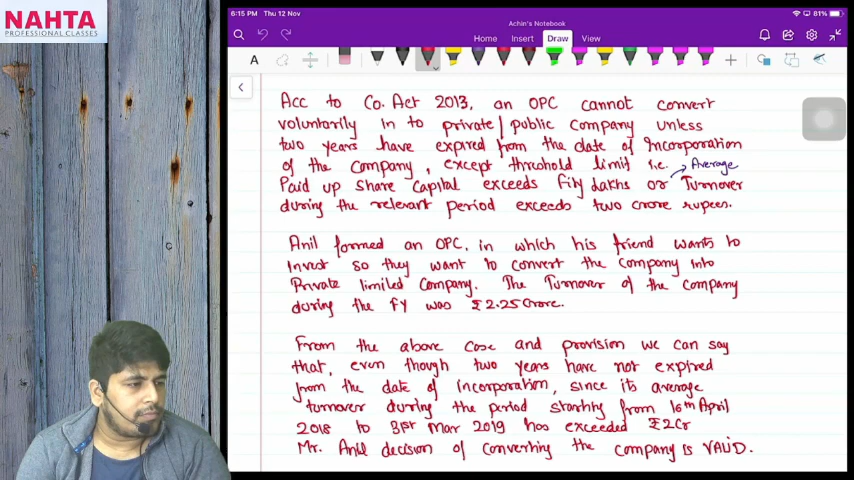 NAHTA
PROFESSIONAL CLASSES
6:15 PM Thu 12 Nov
81%
Achin's Notebook
Home Insert Draw View
A
Acc to Co. Act 2013, an OPC cannot convert
voluntarily in to private/public Company unless
two years have expired from the date of Incorporation
of the company, except threshold limit i.e. Average
Paid up share Capital exceeds Fifty Lakhs or Turnover
during the relevant period exceeds two crore rupees.
Anil formed an OPC, in which his friend wants to
Invest so they want to convert the company into
Private limited Company. The Turnover of the company
during the FY was ₹2.25 Crore.
From the above case and provision we can say
that, even though two years have not expired
from the date of incorporation, since its average
turnover during the period starting from 16th April
2018 to 31st Mar 2019 has exceeded ₹2Cr
Mr. Anil decision of converting the company is VALID.